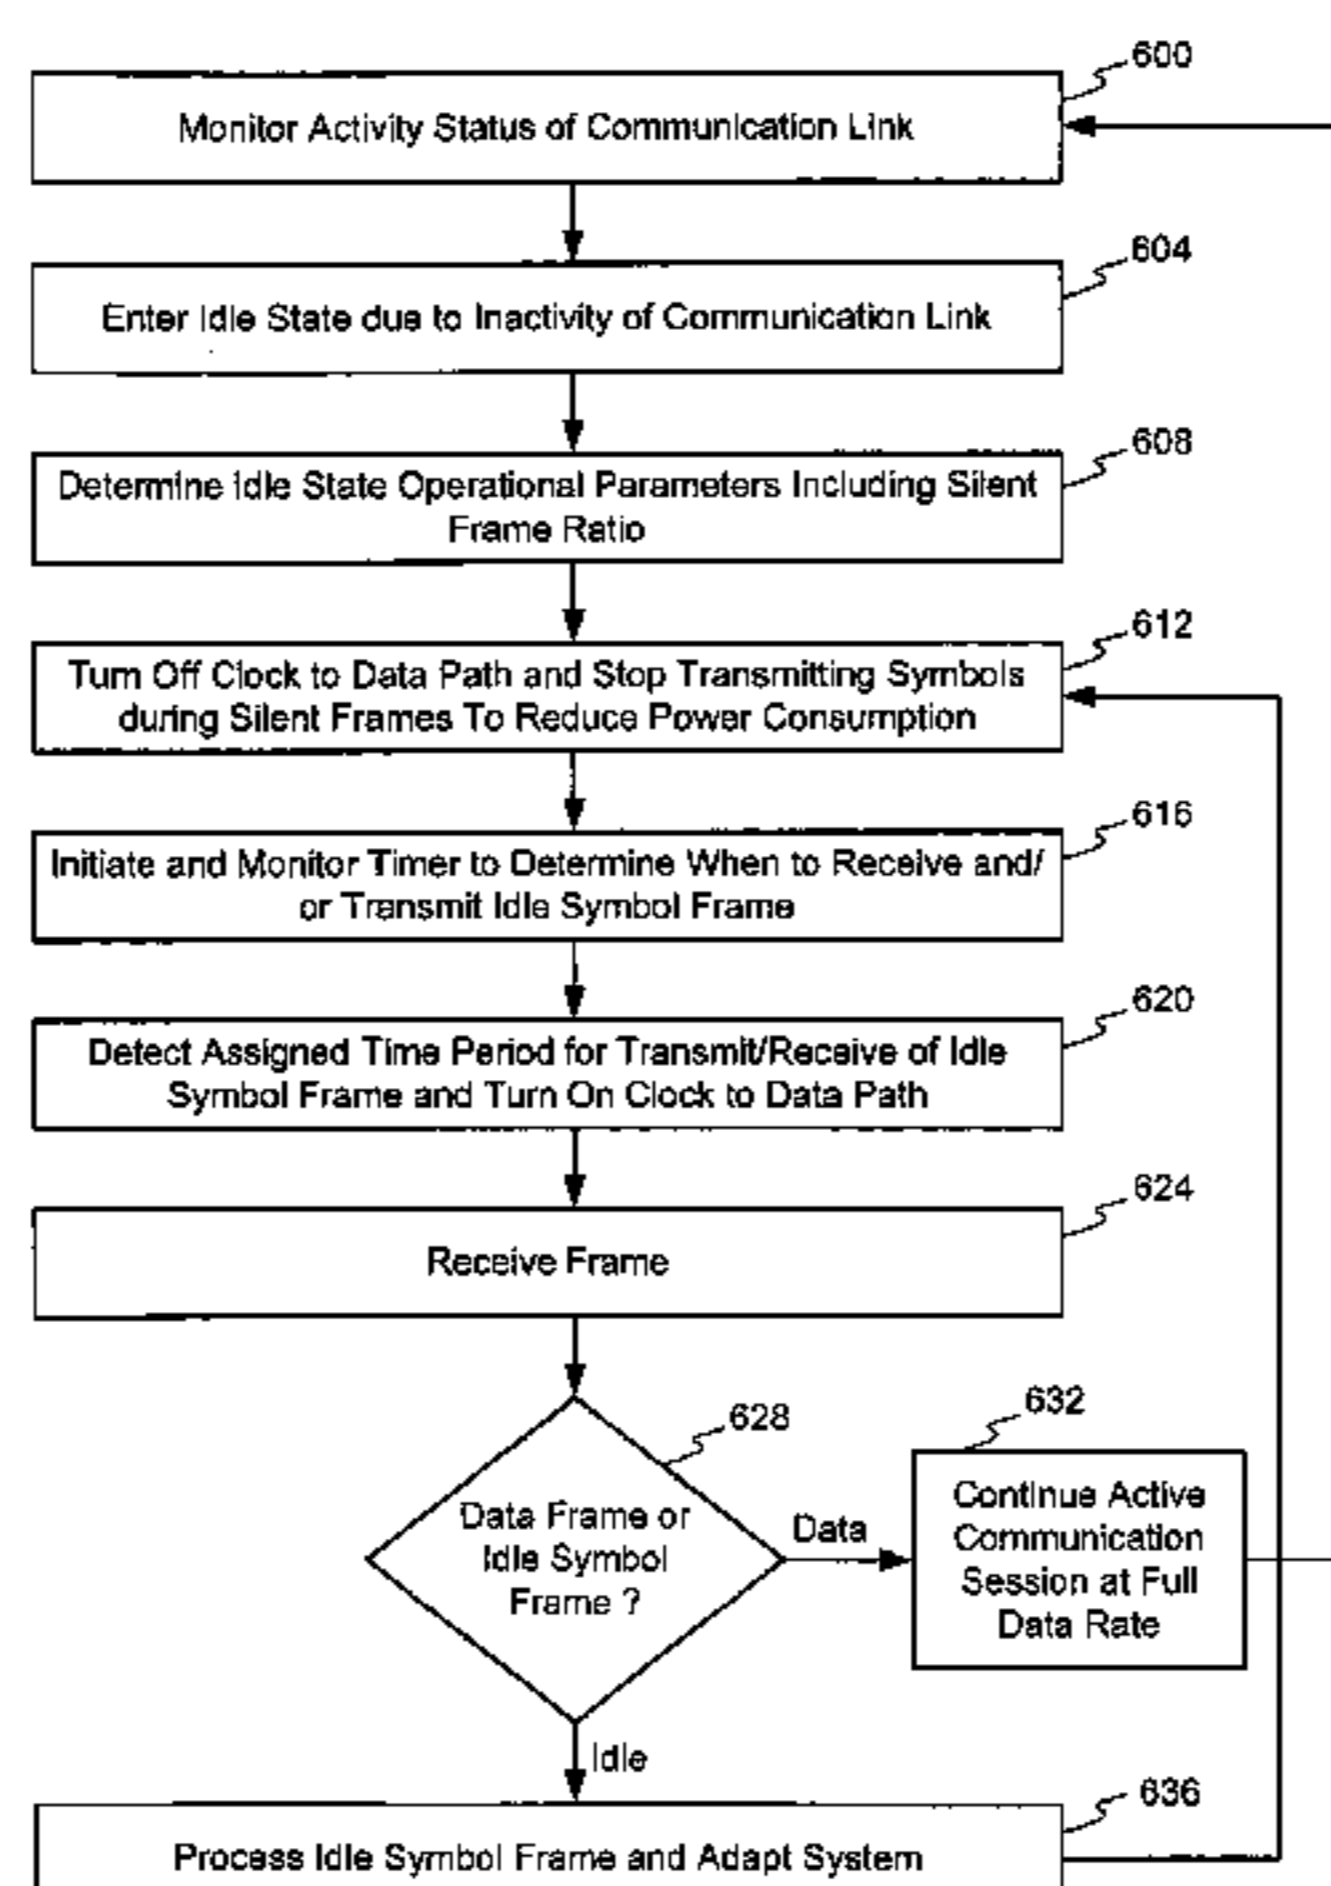 600
Monitor Activity Status of Communication Link
604
Enter Idle State due to Inactivity of Communication Link
608
Determine Idle State Operational Parameters Including Silent
Frame Ratio
612
Turn Off Clock to Data Path and Stop Transmitting Symbols
during Silent Frames To Reduce Power Consumption
616
Initiate and Monitor Timer to Determine When to Receive and/
or Transmit Idle Symbol Frame
620
Detect Assigned Time Period for Transmit/Receive of Idle
Symbol Frame and Turn On Clock to Data Path
624
Receive Frame
628
Data Frame or
Idle Symbol
Frame ?
Data
632
Continue Active
Communication
Session at Full
Data Rate
Idle
636
Process Idle Symbol Frame and Adapt System